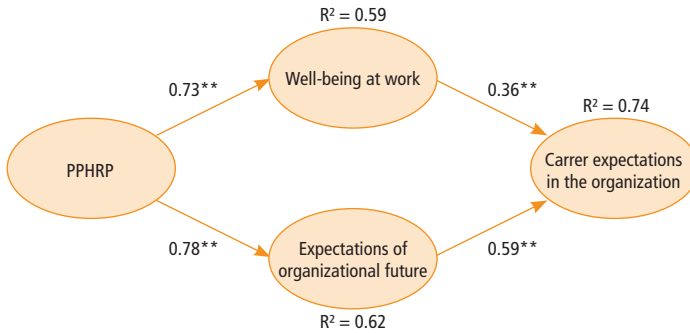 R² = 0.59
Well-being at work
0.73**
0.36**
R² = 0.74
PPHRP
Carrer expectations
in the organization
0.78**
Expectations of
organizational future
0.59**
R² = 0.62